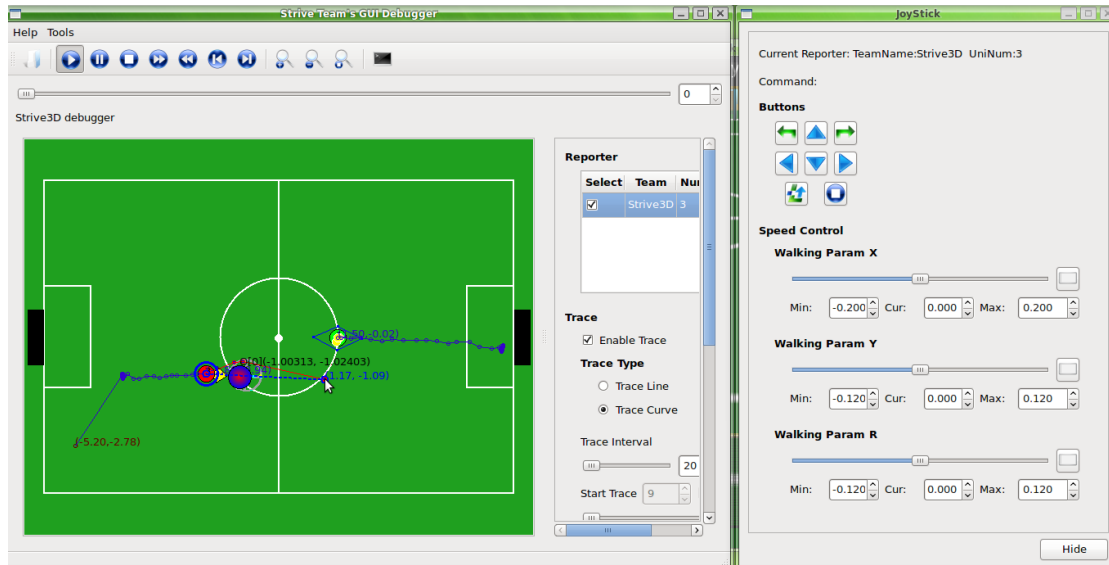 Strive Team's GUI Debugger
Help Tools
0
Strive3D debugger
Reporter
Select Team Nur
Strive3D 3
Trace
Enable Trace
Trace Type
Trace Line
Trace Curve
Trace Interval
20
Start Trace 9
.50,-0.02)
[0](-1.00313, -1.02403)
1.17, -1.09)
(-5.20,-2.78)
JoyStick
Current Reporter: TeamName:Strive3D UniNum:3
Command:
Buttons
Speed Control
Walking Param X
Min: -0.200 Cur: 0.000 Max: 0.200
Walking Param Y
Min: -0.120 Cur: 0.000 Max: 0.120
Walking Param R
Min: -0.120 Cur: 0.000 Max: 0.120
Hide